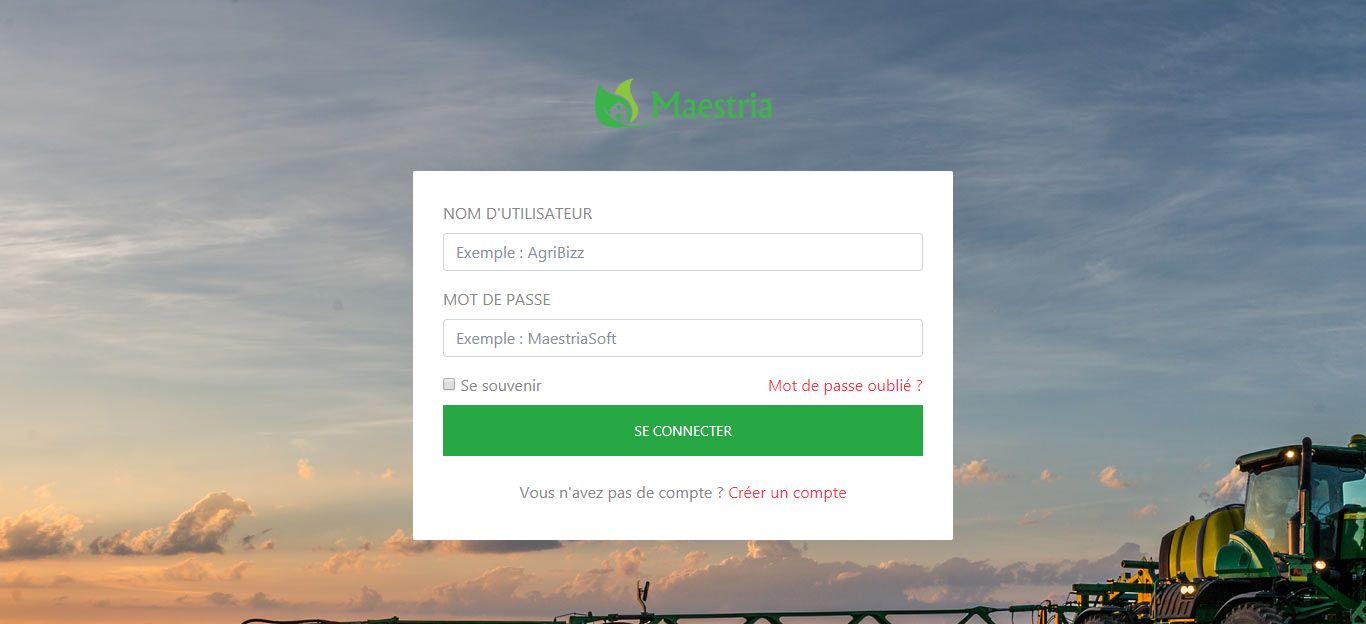 Maestria
NOM D'UTILISATEUR
Exemple : AgriBizz
MOT DE PASSE
Exemple : MaestriaSoft
Se souvenir
Mot de passe oublié ?
SE CONNECTER
Vous n'avez pas de compte ? Créer un compte